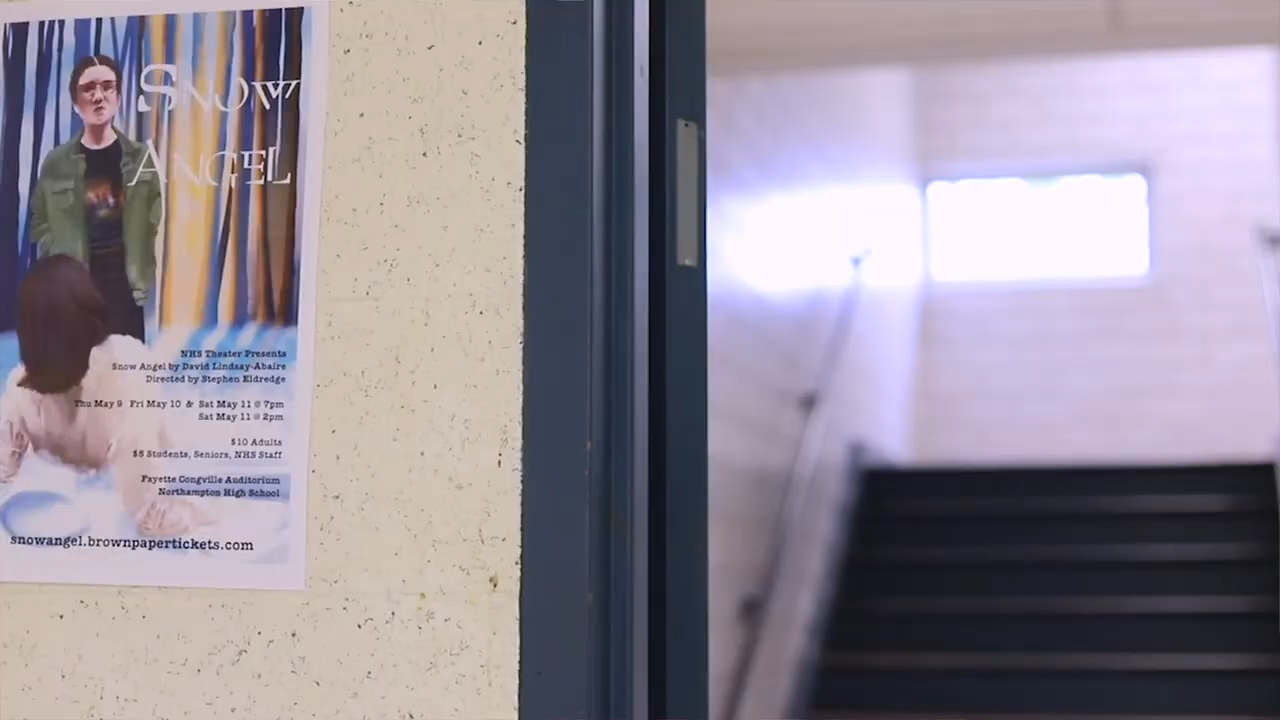 SNOW
ANGEL
NHS Theater Presents
Snow Angel by David Lindsay-Abaire
Directed by Stephen Eldredge
Thu May 9 Fri May 10 & Sat May 11 @ 7pm
Sat May 11 @ 2pm
$10 Adults
$5 Students, Seniors, NHS Staff
Fayette Congville Auditorium
Northampton High School
snowangel.brownpapertickets.com